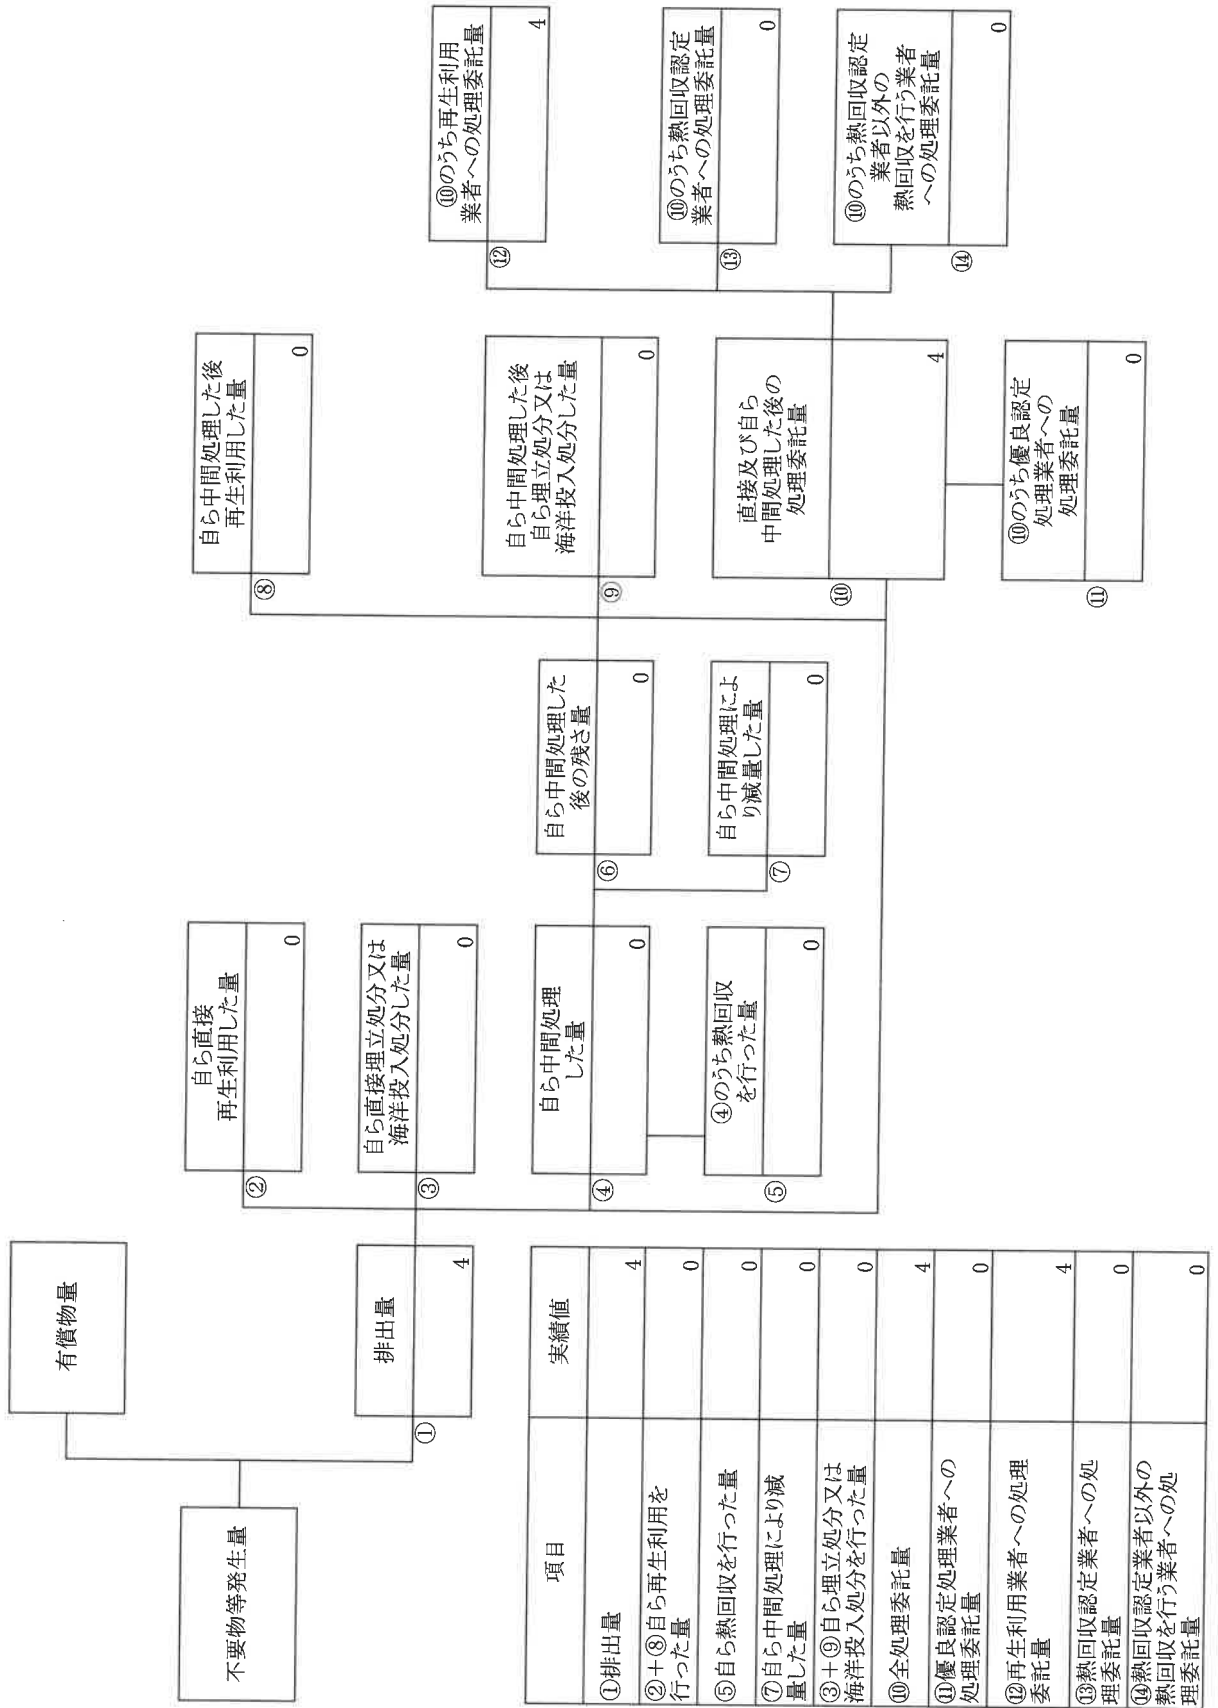 不要物等発生量
有償物量
①
排出量
4
②
自ら直接
再生利用した量
0
③
自ら直接埋立処分又は
海洋投入処分した量
0
④
自ら中間処理
した量
0
⑤
④のうち熱回収
を行った量
0
⑥
自ら中間処理した
後の残さ量
0
⑦
自ら中間処理によ
り減量した量
0
⑧
自ら中間処理した後
再生利用した量
0
⑨
自ら中間処理した後
自ら埋立処分又は
海洋投入処分した量
0
⑩
直接及び自ら
中間処理した後の
処理委託量
4
⑪
⑩のうち優良認定
処理業者への
処理委託量
0
⑫
⑩のうち再生利用
業者への処理委託量
4
⑬
⑩のうち熱回収認定
業者への処理委託量
0
⑭
⑩のうち熱回収認定
業者以外の
熱回収を行う業者
への処理委託量
0
項目
実績値
①排出量
4
②+⑧自ら再生利用を
行った量
0
⑤自ら熱回収を行った量
0
⑦自ら中間処理により減
量した量
0
③+⑨自ら埋立処分又は
海洋投入処分を行った量
0
⑩全処理委託量
4
⑪優良認定処理業者への
処理委託量
0
⑫再生利用業者への処理
委託量
4
⑬熱回収認定業者への処
理委託量
0
⑭熱回収認定業者以外の
熱回収を行う業者への処
理委託量
0